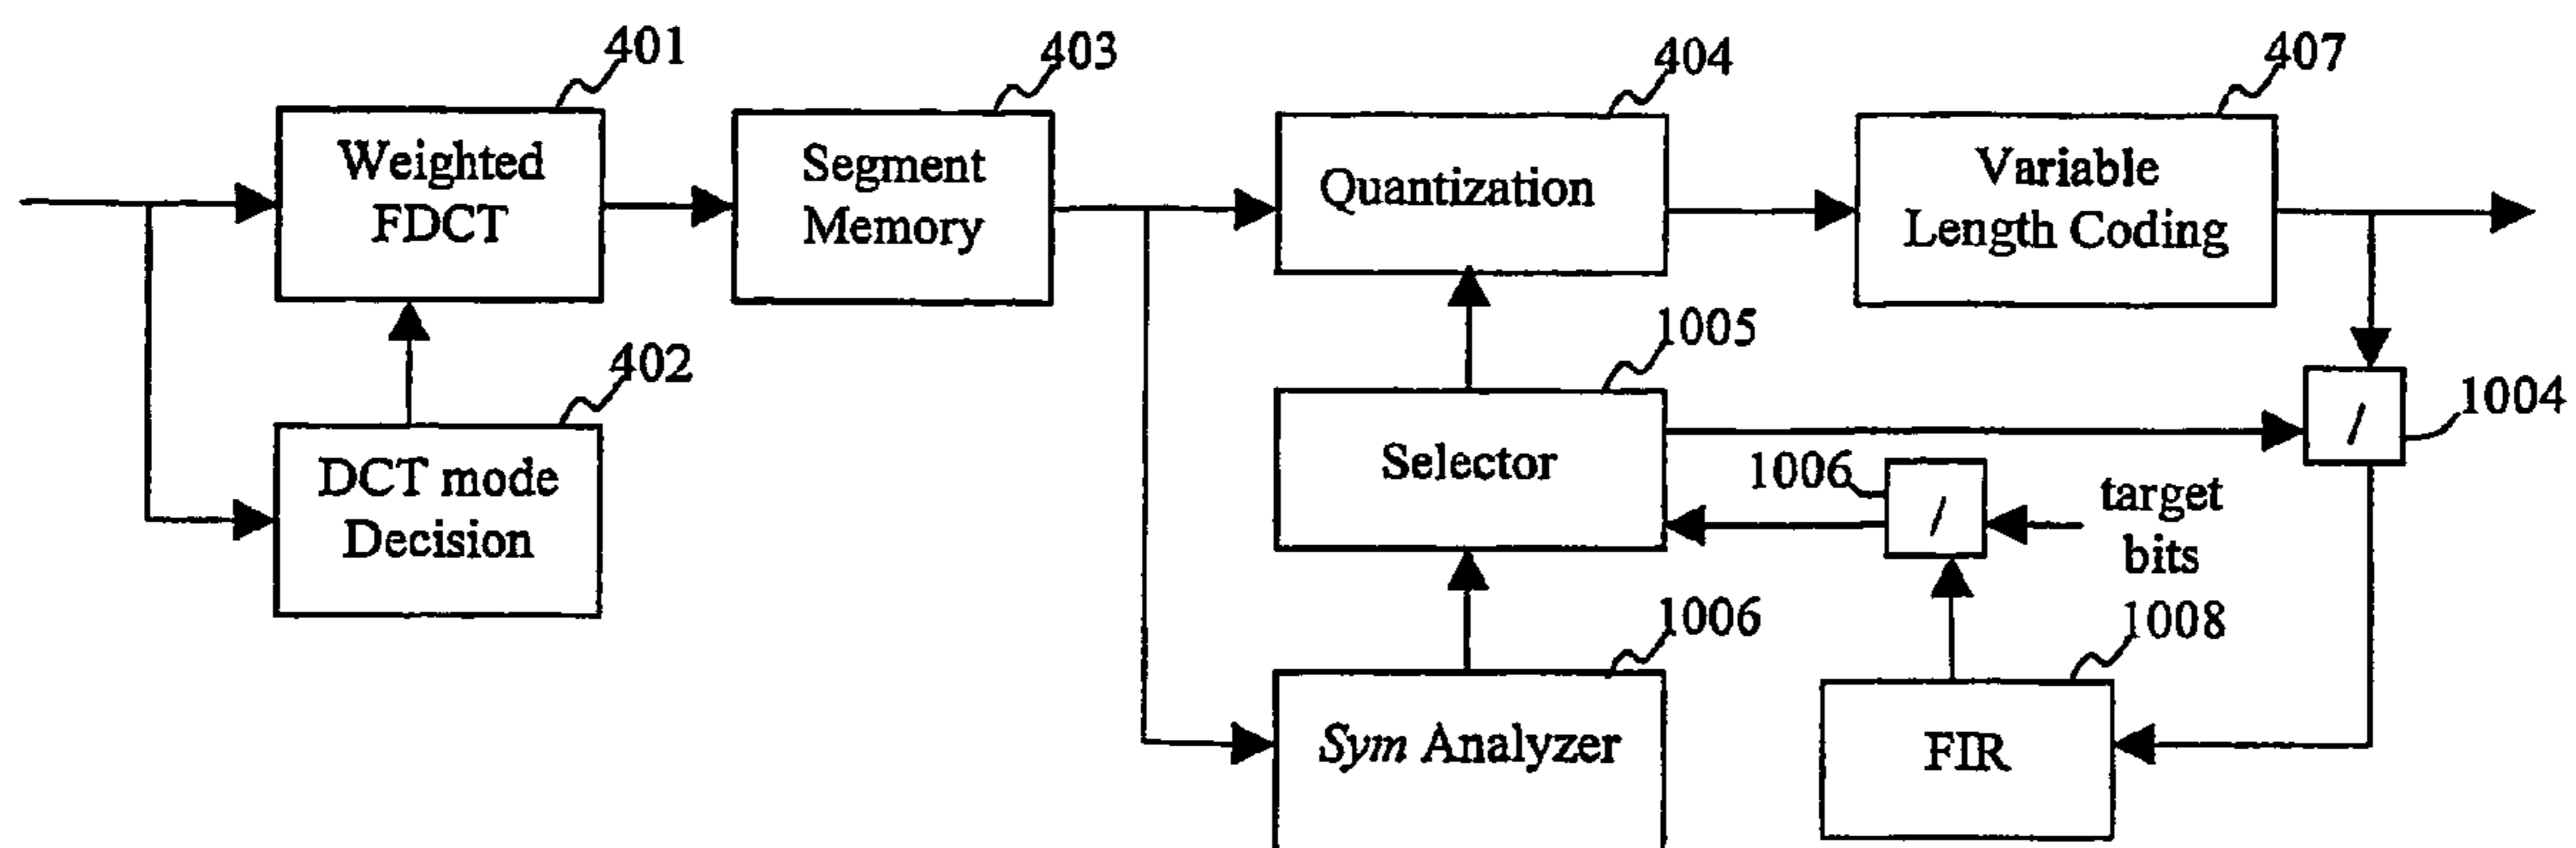 401
403
404
407
Weighted
FDCT
Segment
Memory
Quantization
Variable
Length Coding
402
1005
1004
DCT mode
Decision
Selector
/
1006
/
target
bits
1006
1008
Sym Analyzer
FIR